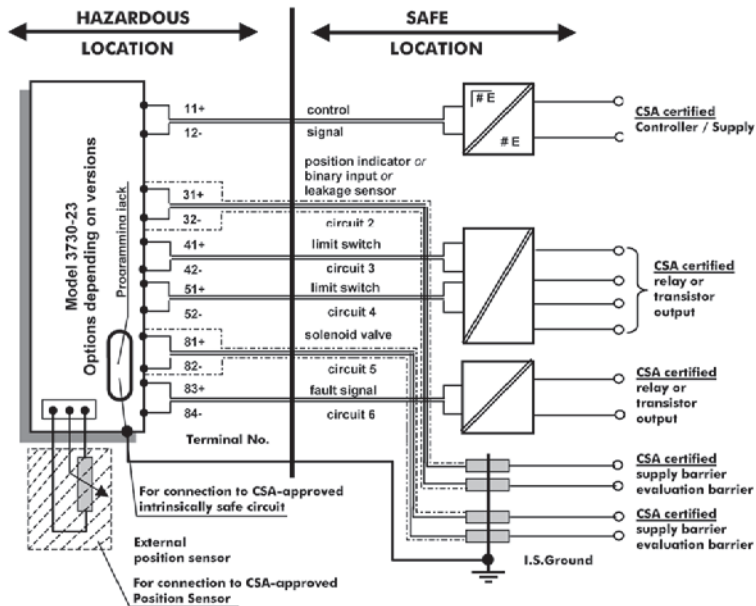 HAZARDOUS
LOCATION
SAFE
LOCATION
Model 3730-23
Options depending on versions
Programming jack
11+
12-
control
signal
#E
#E
CSA certified
Controller / Supply
position indicator or
binary input or
leakage sensor
31+
32-
circuit 2
41+
limit switch
42-
circuit 3
51+
limit switch
52-
circuit 4
CSA certified
relay or
transistor
output
81+
solenoid valve
82-
circuit 5
83+
fault signal
84-
circuit 6
CSA certified
relay or
transistor
output
Terminal No.
CSA certified
supply barrier
evaluation barrier
CSA certified
supply barrier
evaluation barrier
I.S.Ground
For connection to CSA-approved
intrinsically safe circuit
External
position sensor
For connection to CSA-approved
Position Sensor